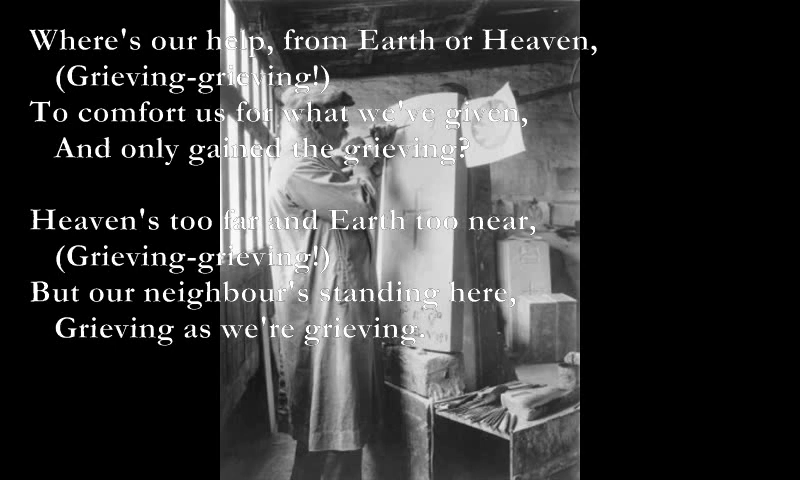 Where's our help, from Earth or Heaven,
(Grieving-grieving!)
To comfort us for what we've given,
And only gained the grieving?
Heaven's too far and Earth too near,
(Grieving-grieving!)
But our neighbour's standing here,
Grieving as we're grieving.